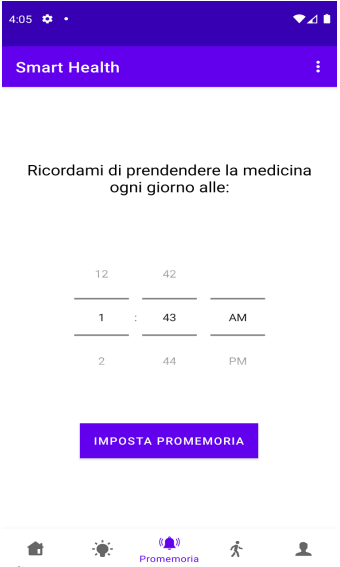 4:05
Smart Health
Ricordami di prendendere la medicina
ogni giorno alle:
12 42
1 : 43 AM
2 44 PM
IMPOSTA PROMEMORIA
Promemoria